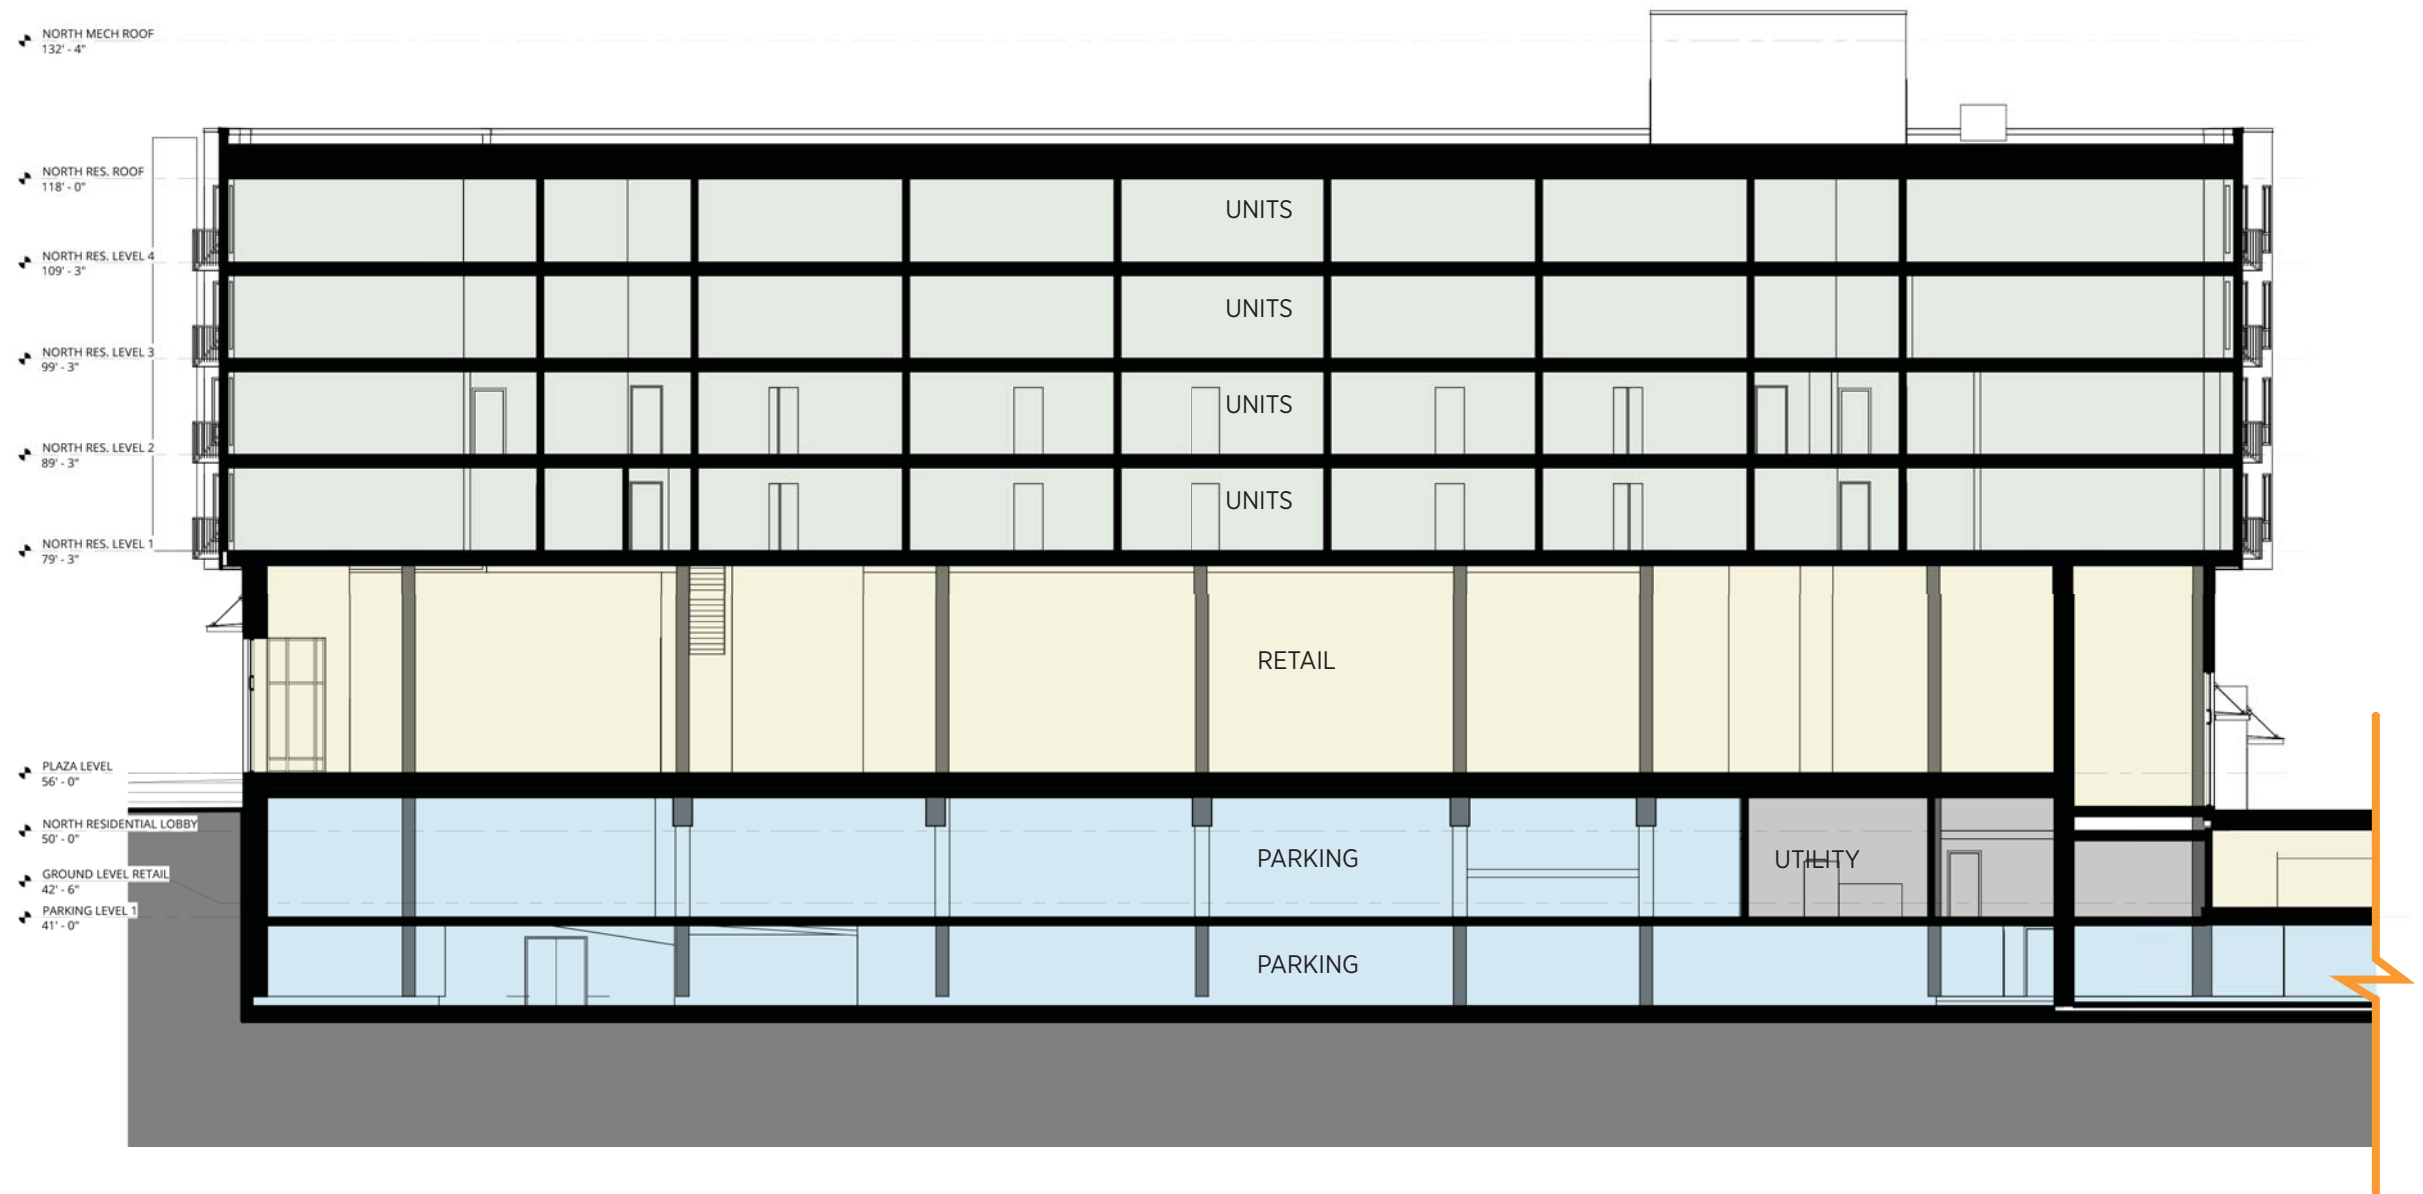 NORTH MECH ROOF
132' - 4"
NORTH RES. ROOF
118' - 0"
UNITS
NORTH RES. LEVEL 4
109' - 3"
UNITS
NORTH RES. LEVEL 3
99' - 3"
UNITS
NORTH RES. LEVEL 2
89' - 3"
UNITS
NORTH RES. LEVEL 1
79' - 3"
RETAIL
PLAZA LEVEL
56' - 0"
NORTH RESIDENTIAL LOBBY
50' - 0"
PARKING
UTILITY
GROUND LEVEL RETAIL
42' - 6"
PARKING LEVEL 1
41' - 0"
PARKING